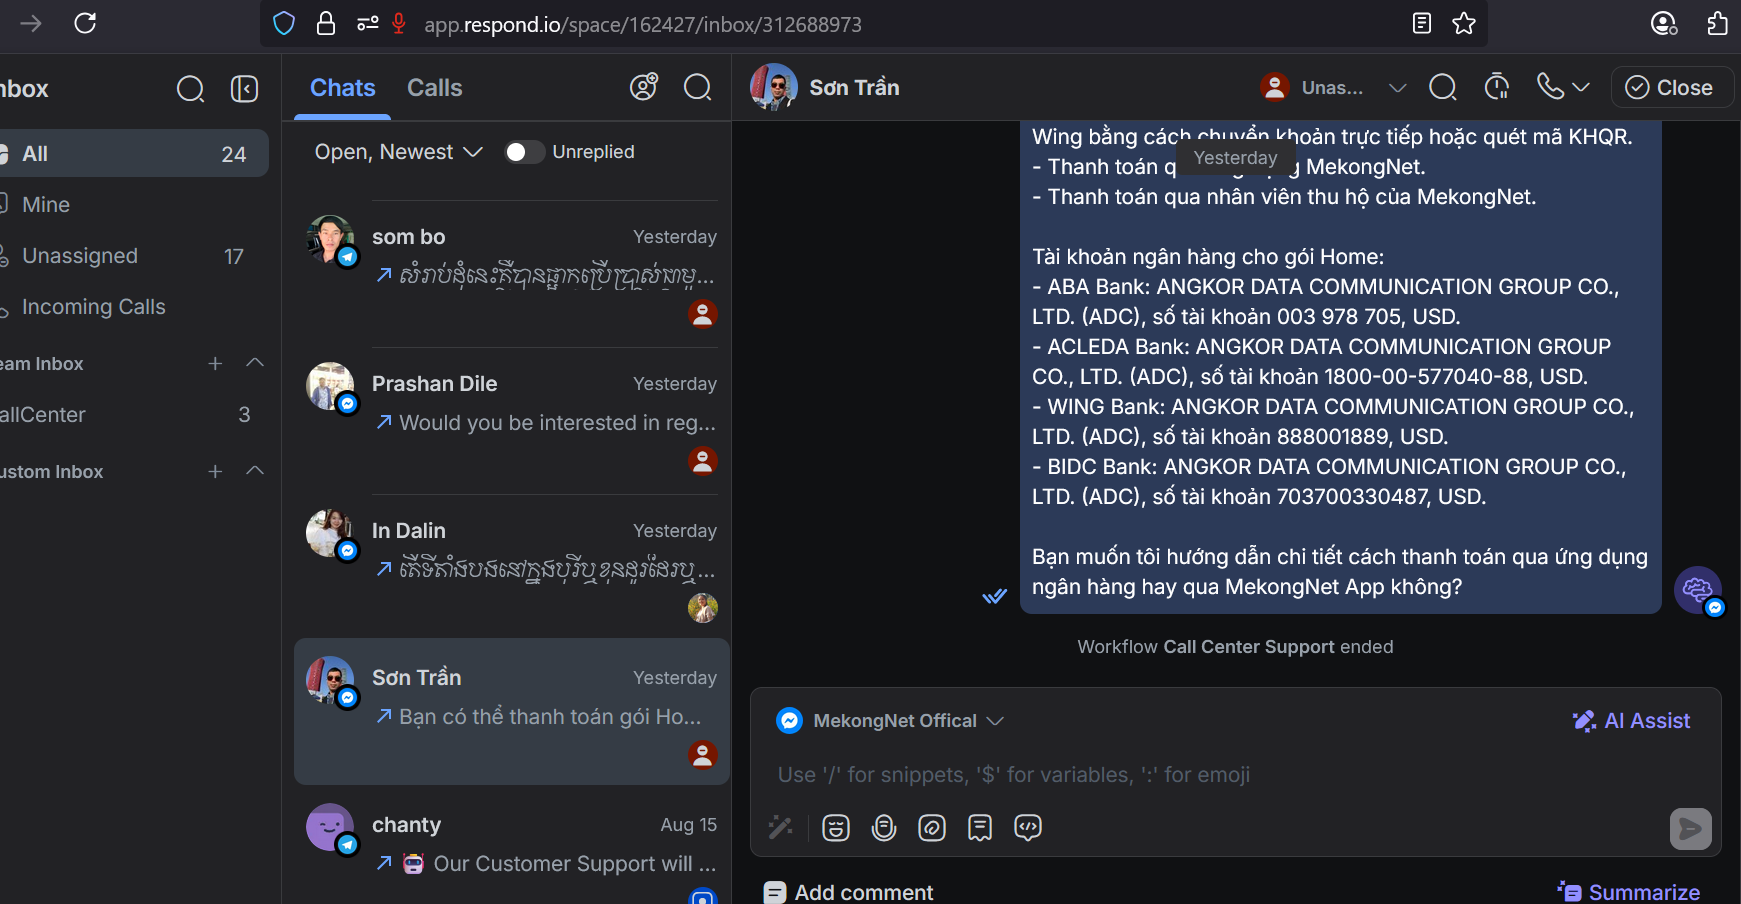 app.respond.io/space/162427/inbox/312688973
nbox
All
24
Mine
Unassigned
17
Incoming Calls
eam Inbox
allCenter
3
ustom Inbox
Chats
Calls
Open, Newest
Unreplied
som bo
Yesterday
សំរាប់ដុំនេះគឺបានផ្អាកប្រើប្រាស់ជាមួ...
Prashan Dile
Yesterday
Would you be interested in reg...
In Dalin
Yesterday
តើទីតាំងបងនៅក្នុងបុរីឬខុនដូរដែរឬ...
Sơn Trần
Yesterday
Bạn có thể thanh toán gói Ho...
chanty
Aug 15
Our Customer Support will ...
Sơn Trần
Unas...
Close
Wing bằng cách chuyển khoản trực tiếp hoặc quét mã KHQR.
Yesterday
- Thanh toán q MekongNet.
- Thanh toán qua nhân viên thu hộ của MekongNet.
Tài khoản ngân hàng cho gói Home:
- ABA Bank: ANGKOR DATA COMMUNICATION GROUP CO.,
LTD. (ADC), số tài khoản 003 978 705, USD.
- ACLEDA Bank: ANGKOR DATA COMMUNICATION GROUP
CO., LTD. (ADC), số tài khoản 1800-00-577040-88, USD.
- WING Bank: ANGKOR DATA COMMUNICATION GROUP CO.,
LTD. (ADC), số tài khoản 888001889, USD.
- BIDC Bank: ANGKOR DATA COMMUNICATION GROUP CO.,
LTD. (ADC), số tài khoản 703700330487, USD.
Bạn muốn tôi hướng dẫn chi tiết cách thanh toán qua ứng dụng
ngân hàng hay qua MekongNet App không?
Workflow Call Center Support ended
MekongNet Offical
AI Assist
Use '/' for snippets, '$' for variables, ':' for emoji
Add comment
Summarize